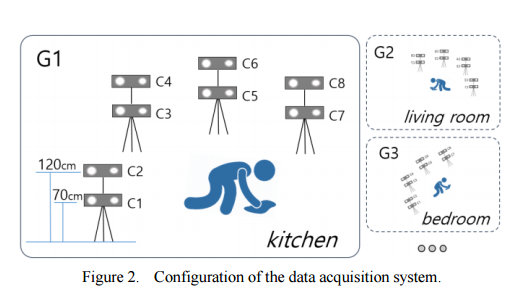 G1
C4
C3
C6
C5
C8
C7
120cm
C2
70cm
C1
kitchen
G2
living room
G3
bedroom
Figure 2. Configuration of the data acquisition system.